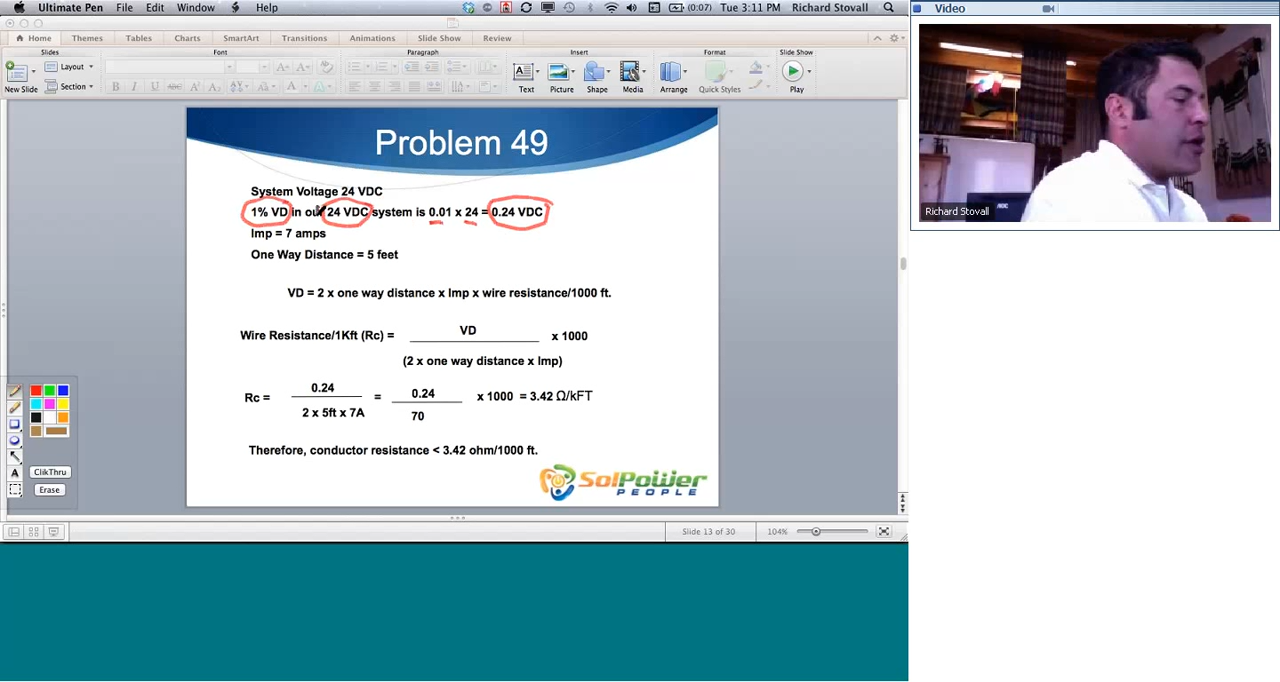 Ultimate Pen File Edit Window Help
(0:07) Tue 3:11 PM Richard Stovall
Video
Home Themes Tables Charts SmartArt Transitions Animations Slide Show Review
Slides Font Paragraph Insert Format Slide Show
New Slide Layout Section
Text Picture Shape Media Arrange Quick Styles Play
Problem 49
System Voltage 24 VDC
1% VD in our 24 VDC system is 0.01 x 24 = 0.24 VDC
Imp = 7 amps
One Way Distance = 5 feet
VD = 2 x one way distance x Imp x wire resistance/1000 ft.
Wire Resistance/1Kft (Rc) = VD x 1000
(2 x one way distance x Imp)
Rc = 0.24 = 0.24 x 1000 = 3.42 Ω/kFT
2 x 5ft x 7A 70
Therefore, conductor resistance < 3.42 ohm/1000 ft.
SolPower
PEOPLE
ClikThru
Erase
A
Slide 13 of 30 104%
Richard Stovall